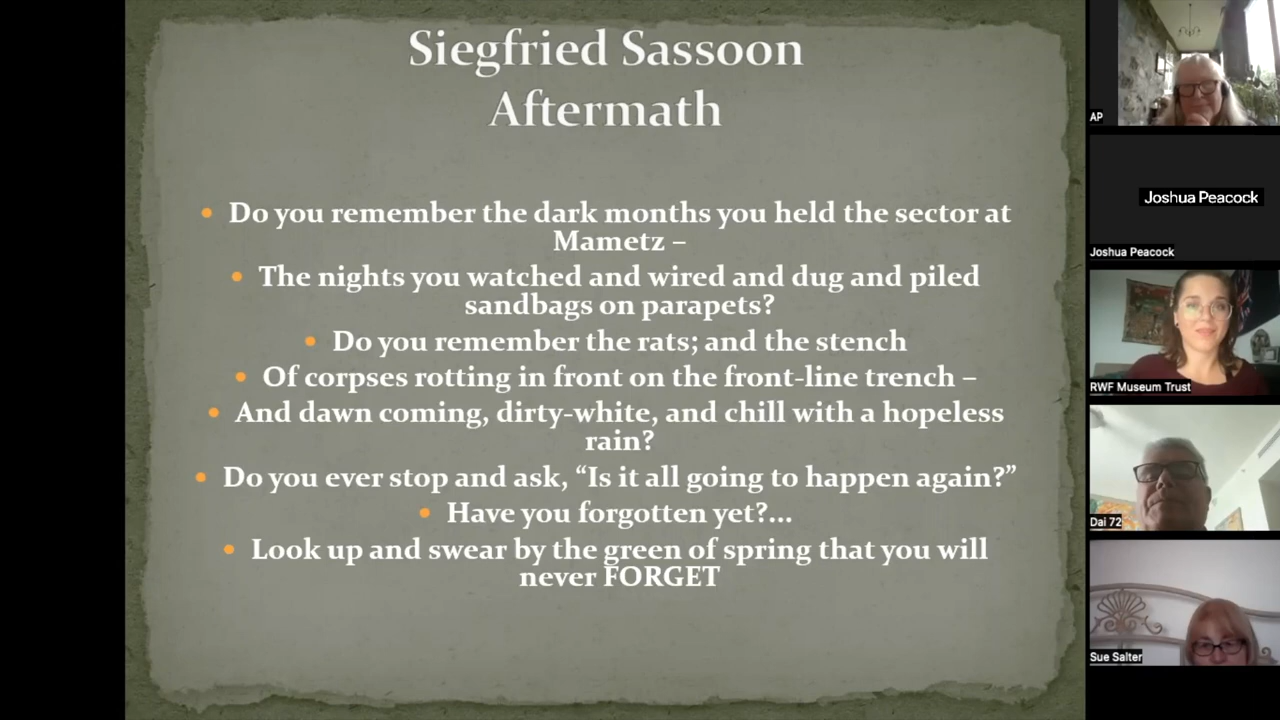 Siegfried Sassoon
Aftermath
• Do you remember the dark months you held the sector at
Mametz –
• The nights you watched and wired and dug and piled
sandbags on parapets?
• Do you remember the rats; and the stench
• Of corpses rotting in front on the front-line trench –
• And dawn coming, dirty-white, and chill with a hopeless
rain?
• Do you ever stop and ask, “Is it all going to happen again?”
• Have you forgotten yet?...
• Look up and swear by the green of spring that you will
never FORGET
AP
Joshua Peacock
Joshua Peacock
RWF Museum Trust
Dai 72
Sue Salter